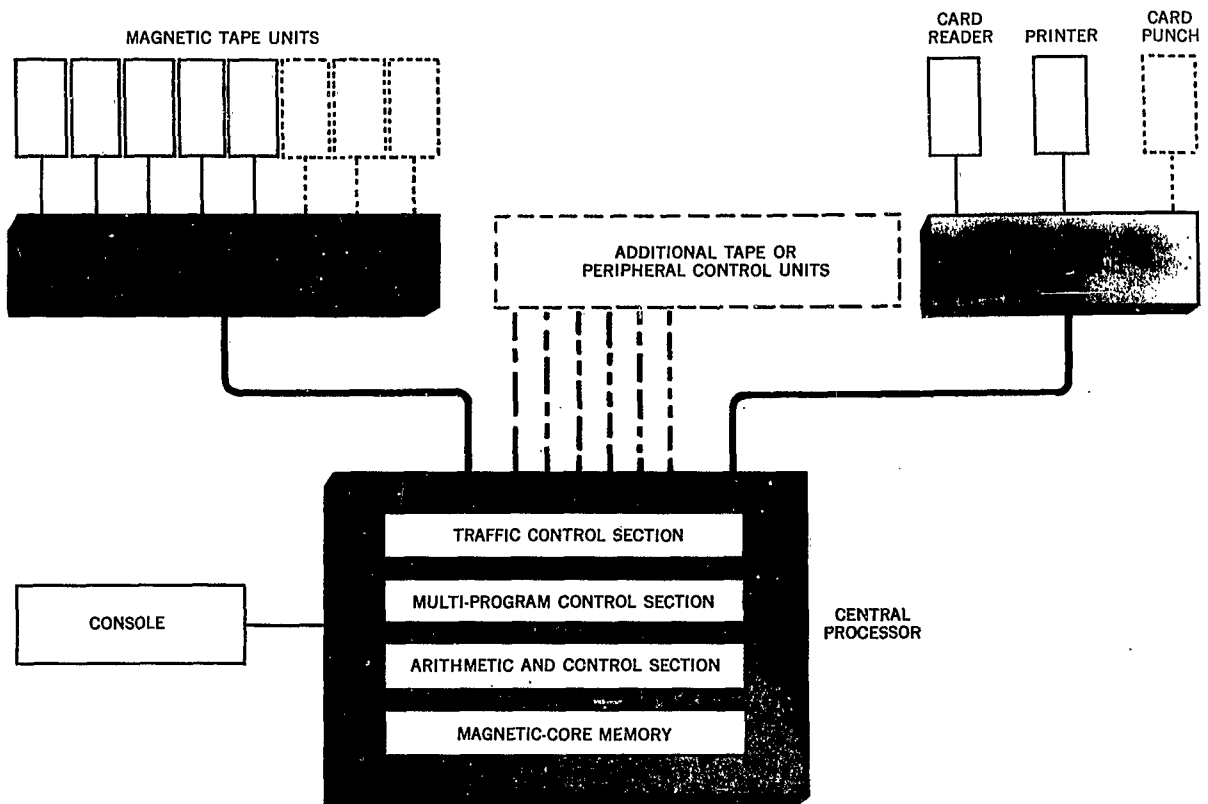 MAGNETIC TAPE UNITS
CARD
READER
PRINTER
CARD
PUNCH
ADDITIONAL TAPE OR
PERIPHERAL CONTROL UNITS
TRAFFIC CONTROL SECTION
MULTI-PROGRAM CONTROL SECTION
CONSOLE
CENTRAL
PROCESSOR
ARITHMETIC AND CONTROL SECTION
MAGNETIC-CORE MEMORY